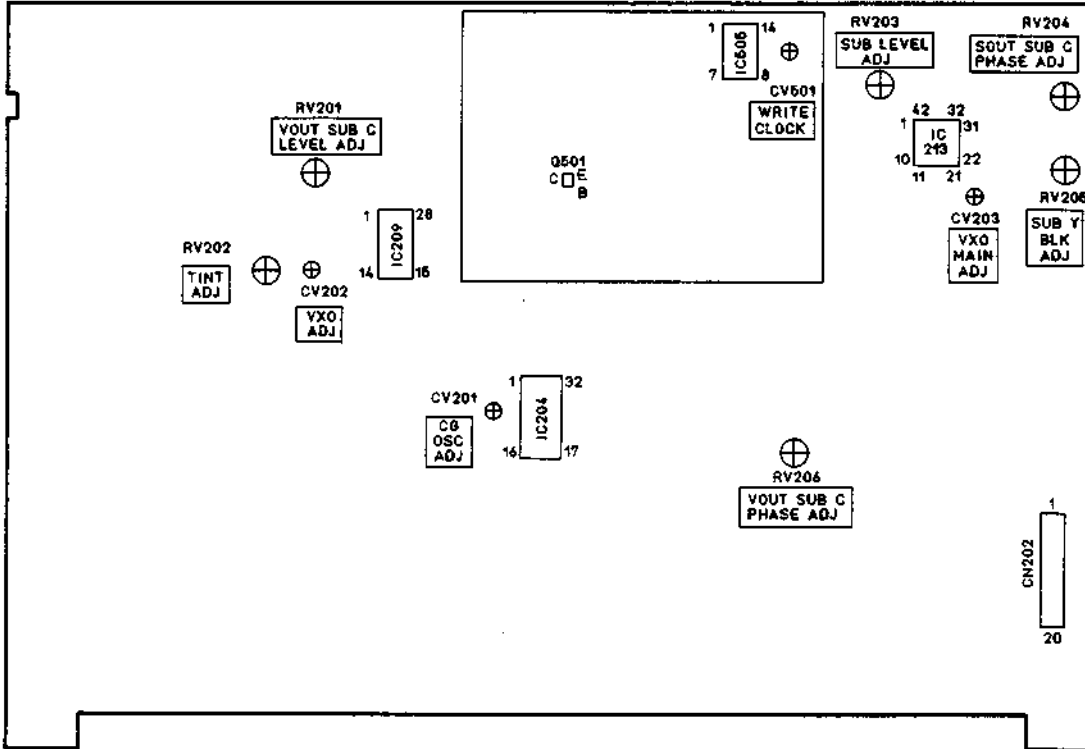 RV203
RV204
1
14
IC505
7
8
SUB LEVEL
ADJ
SOUT SUB C
PHASE ADJ
CV501
WRITE
CLOCK
RV201
VOUT SUB C
LEVEL ADJ
42
32
1
31
IC
213
10
22
11
21
Q501
C
E
B
RV205
CV203
VXO
MAIN
ADJ
SUB Y
BLK
ADJ
1
28
IC209
14
15
RV202
TINT
ADJ
CV202
VXO
ADJ
1
32
IC204
16
17
CV201
CG
OSC
ADJ
RV206
VOUT SUB C
PHASE ADJ
1
CN202
20